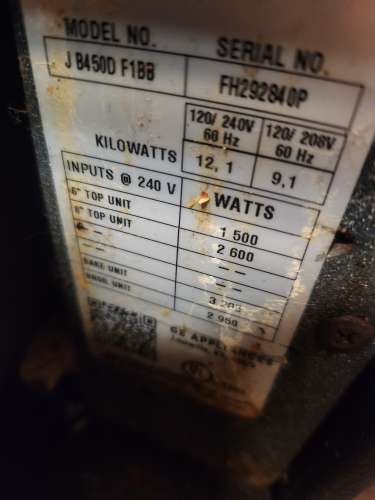 MODEL NO.
SERIAL NO.
J B450D F1BB
FH292840P
120/ 240V
60 Hz
120/ 208V
60 Hz
KILOWATTS
12, 1
9, 1
INPUTS @ 240 V
WATTS
6" TOP UNIT
1 500
8" TOP UNIT
2 600
-- --
-- --
-- --
-- --
BAKE UNIT
UNIT
2 950
GE APPLIANCES